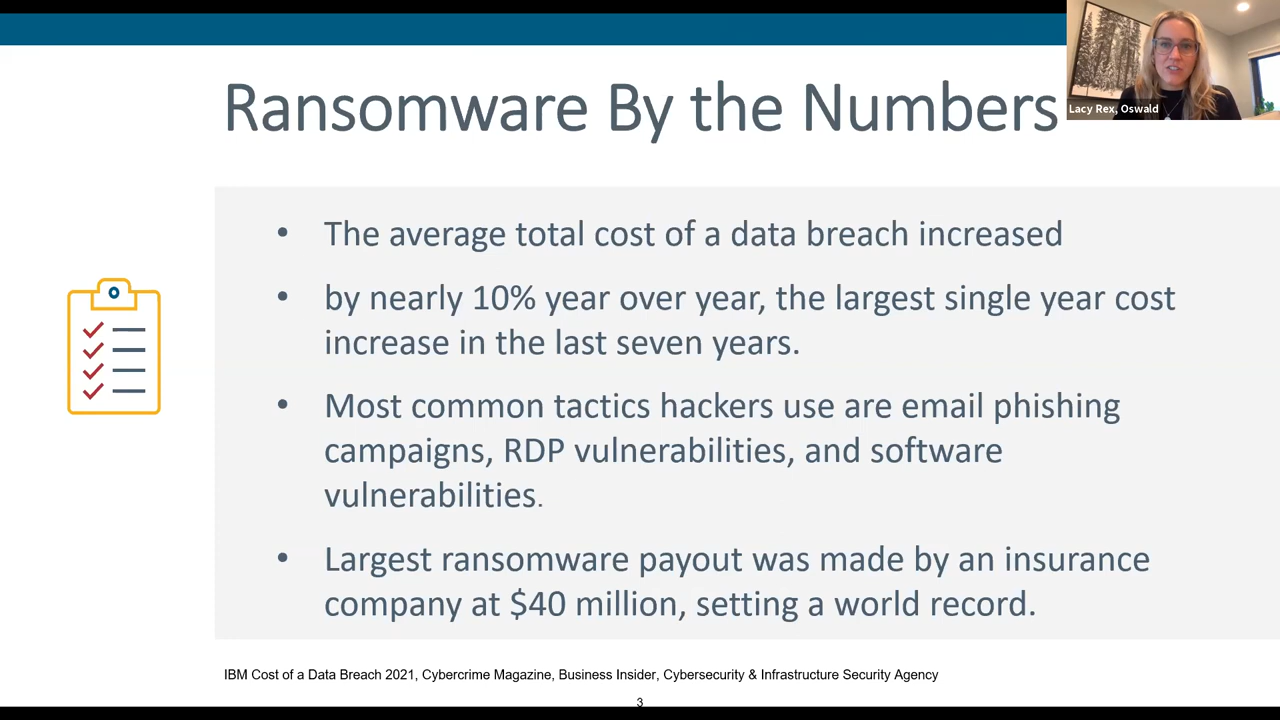 Ransomware By the Numbers
Lacy Rex, Oswald
• The average total cost of a data breach increased
• by nearly 10% year over year, the largest single year cost
increase in the last seven years.
• Most common tactics hackers use are email phishing
campaigns, RDP vulnerabilities, and software
vulnerabilities.
• Largest ransomware payout was made by an insurance
company at $40 million, setting a world record.
IBM Cost of a Data Breach 2021, Cybercrime Magazine, Business Insider, Cybersecurity & Infrastructure Security Agency
3